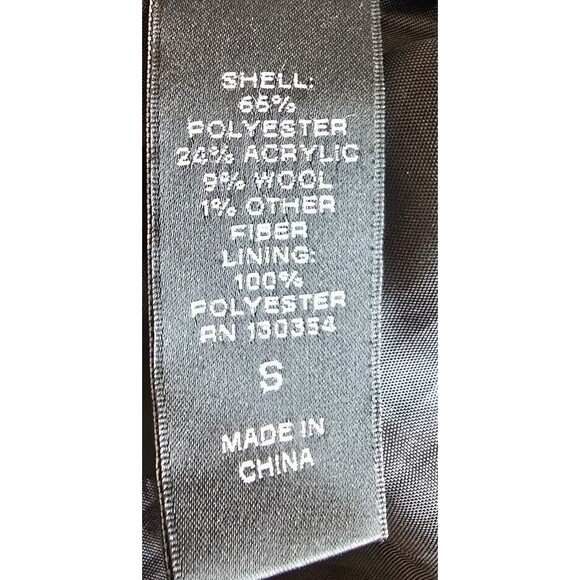 SHELL:
66%
POLYESTER
24% ACRYLIC
9% WOOL
1% OTHER
FIBER
LINING:
100%
POLYESTER
RN 130354
S
MADE IN
CHINA